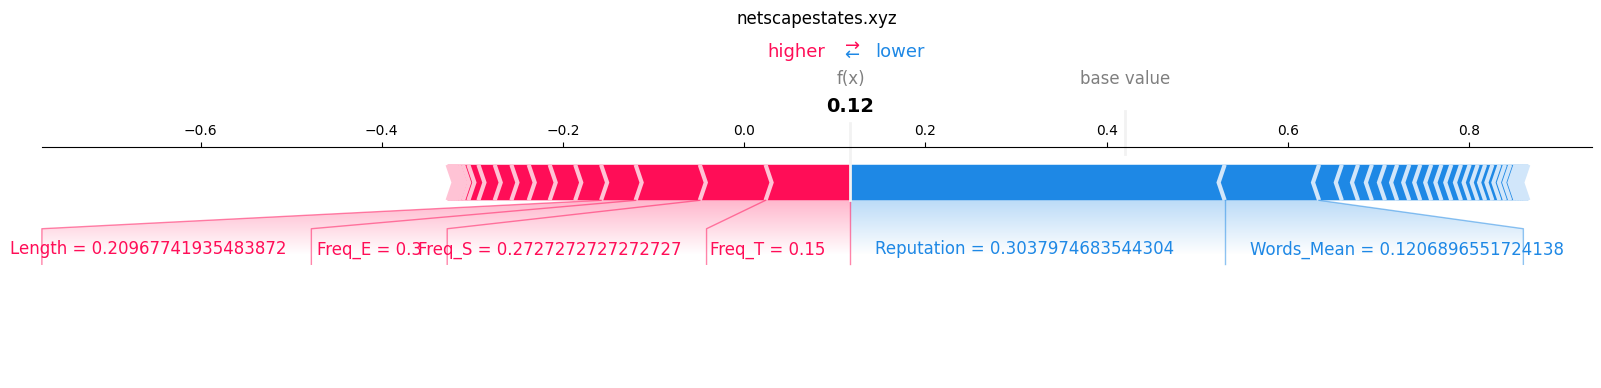 netscapestates.xyz
higher ⇄ lower
f(x) base value
0.12
−0.6 −0.4 −0.2 0.0 0.2 0.4 0.6 0.8
Length = 0.20967741935483872 Freq_E = 0.3 Freq_S = 0.2727272727272727 Freq_T = 0.15 Reputation = 0.3037974683544304 Words_Mean = 0.1206896551724138